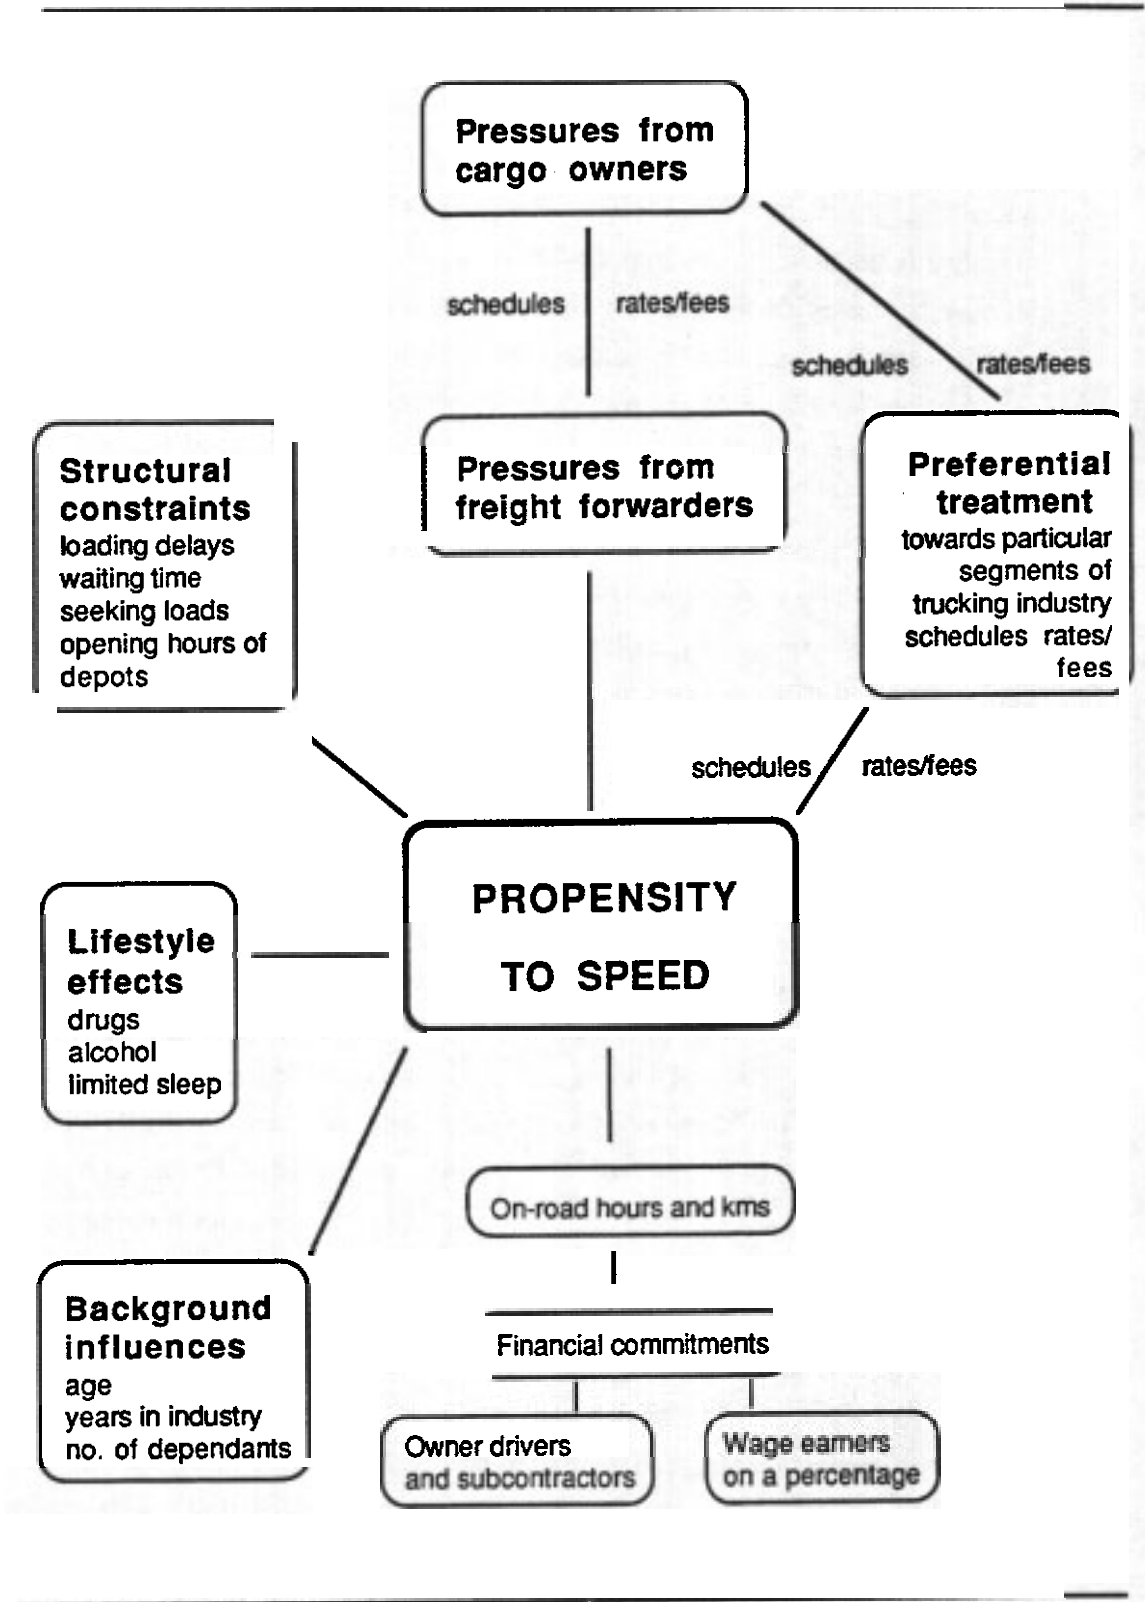 Pressures from
cargo owners
schedules
rates/fees
schedules
rates/fees
Structural
constraints
loading delays
waiting time
seeking loads
opening hours of
depots
Pressures from
freight forwarders
Preferential
treatment
towards particular
segments of
trucking industry
schedules rates/
fees
schedules
rates/fees
PROPENSITY
TO SPEED
Lifestyle
effects
drugs
alcohol
limited sleep
On-road hours and kms
Background
influences
age
years in industry
no. of dependants
Financial commitments
Owner drivers
and subcontractors
Wage earners
on a percentage